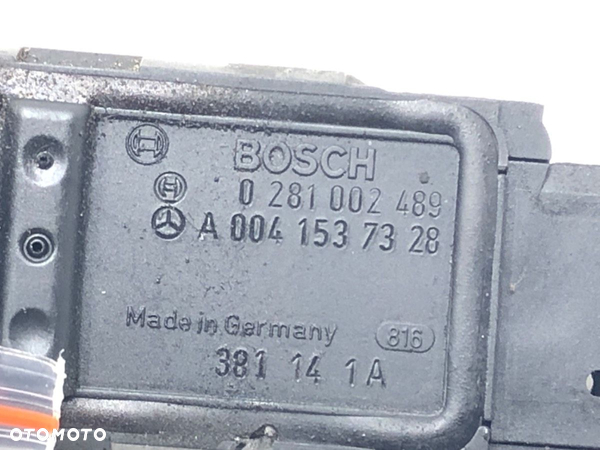 BOSCH
0 281 002 489
A 004 153 73 28
Made in Germany 816
381 14 1A
OTOMOTO